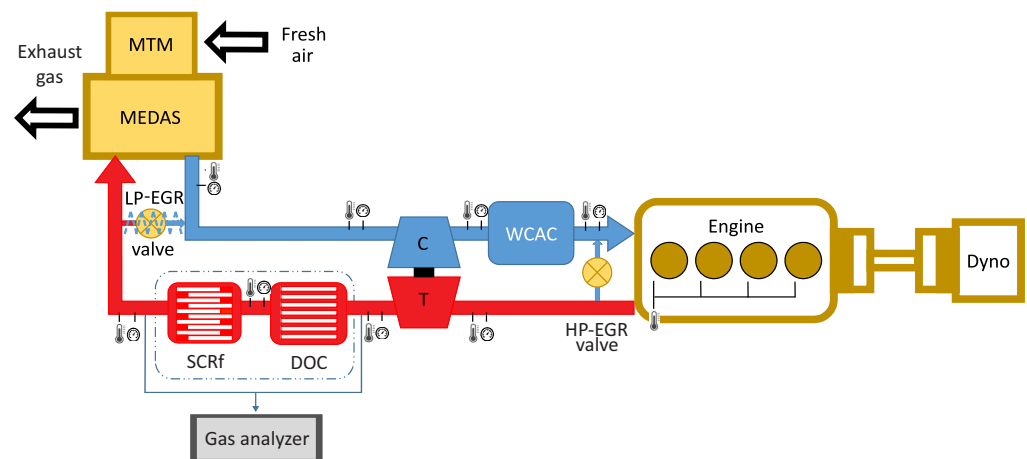 MTM
Fresh
air
Exhaust
gas
MEDAS
LP-EGR
valve
C
WCAC
Engine
Dyno
T
HP-EGR
valve
SCRf
DOC
Gas analyzer